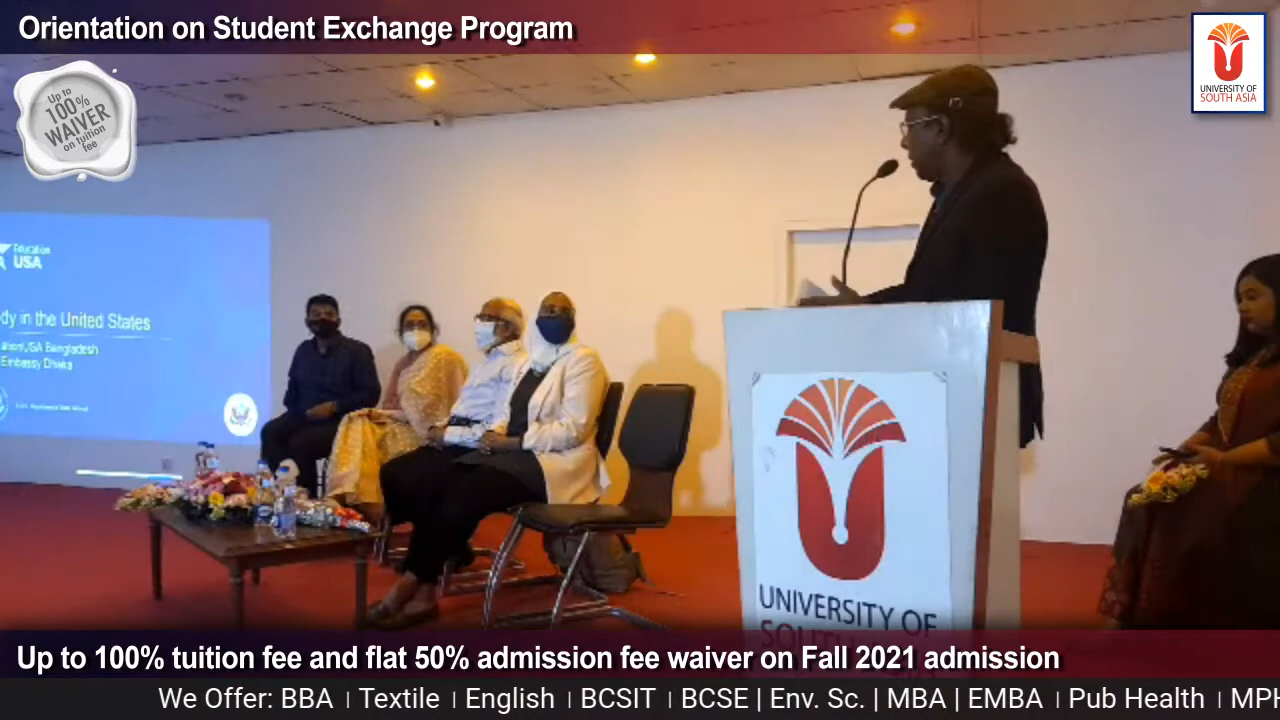 Orientation on Student Exchange Program
UNIVERSITY OF
SOUTH ASIA
Up to
100%
WAIVER
on tuition
fee
Education
USA
dy in the United States
USA Bangladesh
Embassy Dhaka
UNIVERSITY OF
SOUTH ASIA
Up to 100% tuition fee and flat 50% admission fee waiver on Fall 2021 admission
We Offer: BBA | Textile | English | BCSIT | BCSE | Env. Sc. | MBA | EMBA | Pub Health | MPH